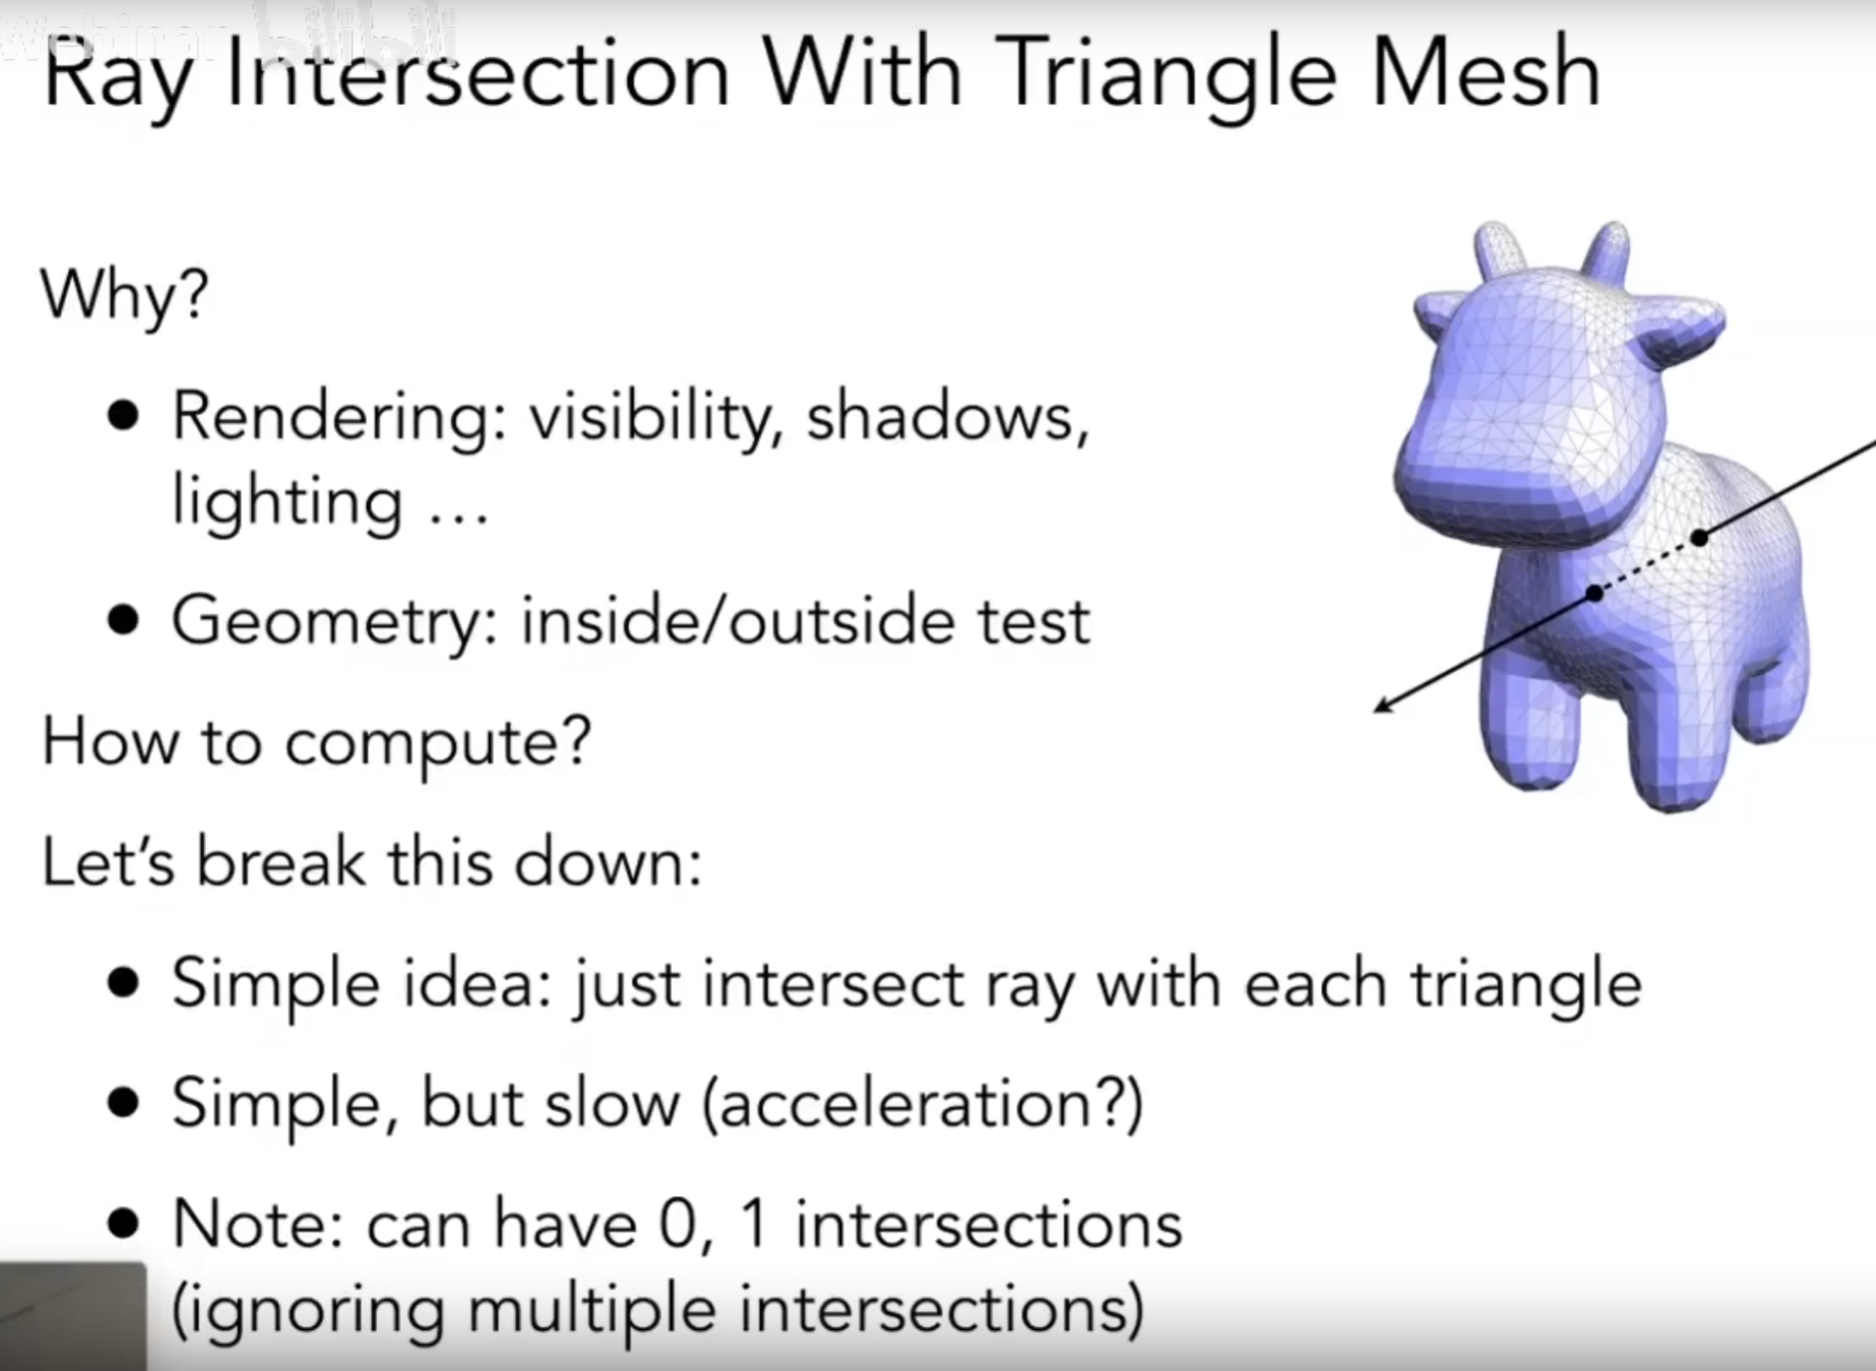 Webinar bilibili
Ray Intersection With Triangle Mesh
Why?
● Rendering: visibility, shadows,
lighting …
● Geometry: inside/outside test
How to compute?
Let’s break this down:
● Simple idea: just intersect ray with each triangle
● Simple, but slow (acceleration?)
● Note: can have 0, 1 intersections
(ignoring multiple intersections)